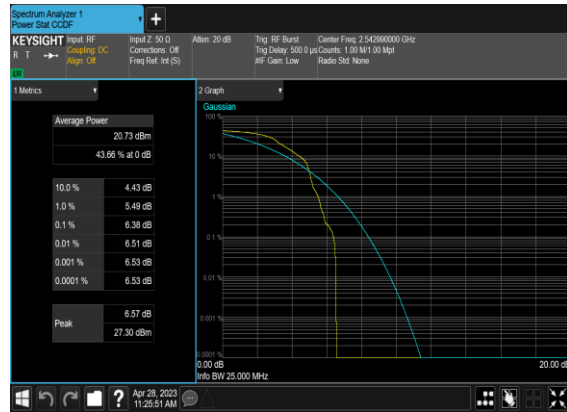 Spectrum Analyzer 1
Power Stat CCDF
KEYSIGHT Input: RF Input Z: 50 Ω Atten: 20 dB Trig: RF Burst Center Freq: 2.542990000 GHz
R T Coupling: DC Corrections: Off Trig Delay: 500.0 µs Counts: 1.00 M/1.00 Mpt
Align: Off Freq Ref: Int (S) #IF Gain: Low Radio Std: None
LV
1 Metrics
2 Graph
Gaussian
Average Power
20.73 dBm
43.66 % at 0 dB
10.0 % 4.43 dB
1.0 % 5.49 dB
0.1 % 6.38 dB
0.01 % 6.51 dB
0.001 % 6.53 dB
0.0001 % 6.53 dB
Peak
6.57 dB
27.30 dBm
100 %
10 %
1 %
0.1 %
0.01 %
0.001 %
0.0001 %
0.00 dB 20.00 dB
Info BW 25.000 MHz
Apr 28, 2023
11:25:51 AM